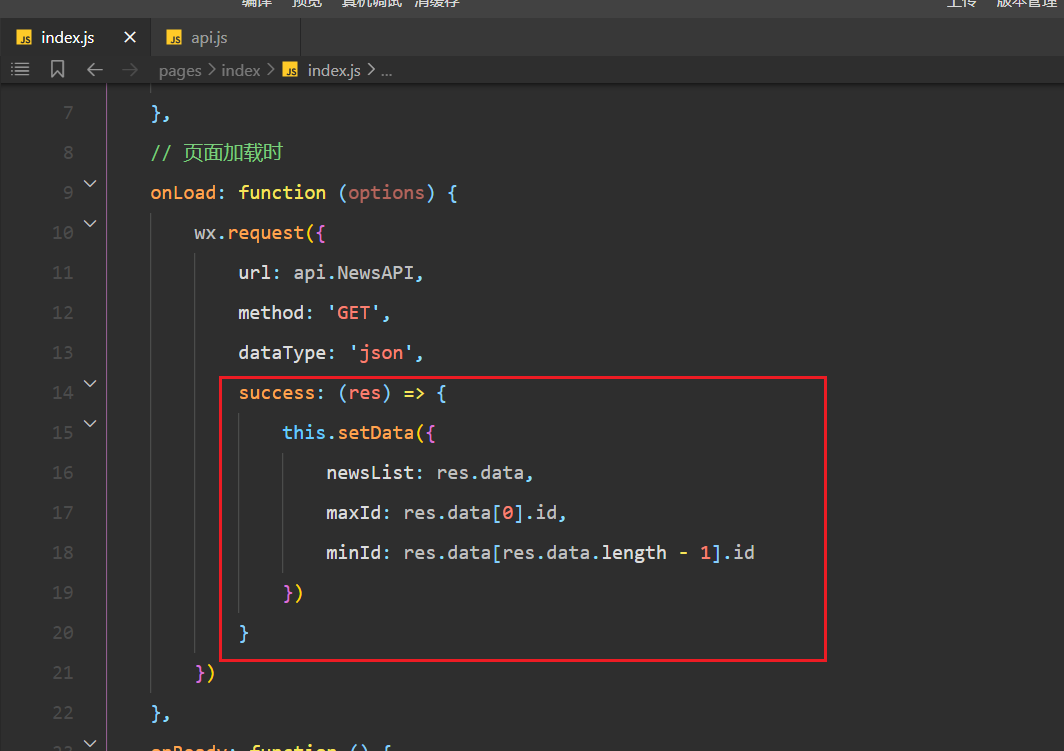 编译 预览 真机调试 清缓存 上传 版本管理
JS index.js × JS api.js
pages > index > JS index.js > ...
7 },
8 // 页面加载时
9 onLoad: function (options) {
10 wx.request({
11 url: api.NewsAPI,
12 method: 'GET',
13 dataType: 'json',
14 success: (res) => {
15 this.setData({
16 newsList: res.data,
17 maxId: res.data[0].id,
18 minId: res.data[res.data.length - 1].id
19 })
20 }
21 })
22 },
23 onReady: function () {